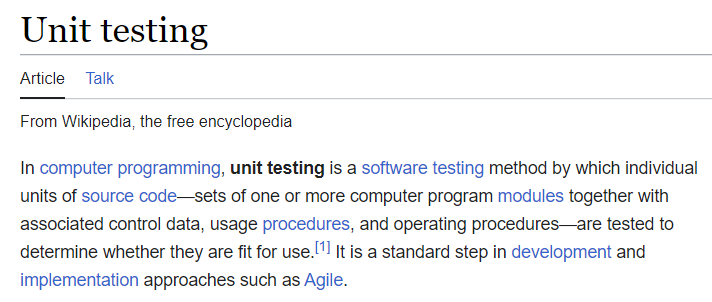 Unit testing
Article Talk
From Wikipedia, the free encyclopedia
In computer programming, unit testing is a software testing method by which individual
units of source code—sets of one or more computer program modules together with
associated control data, usage procedures, and operating procedures—are tested to
determine whether they are fit for use.[1] It is a standard step in development and
implementation approaches such as Agile.